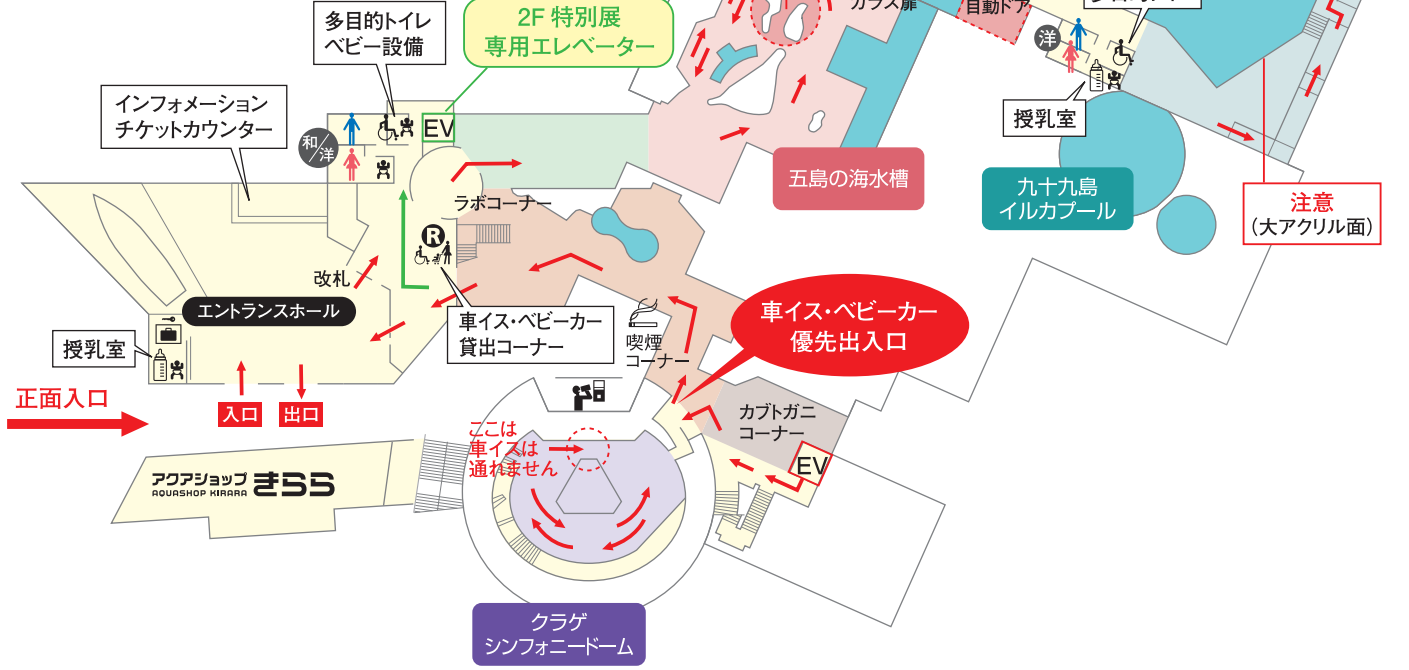 多目的トイレ
ベビー設備
2F 特別展
専用エレベーター
ガラス扉
自動ドア
洋
インフォメーション
チケットカウンター
和/洋
EV
授乳室
五島の海水槽
九十九島
イルカプール
注意
(大アクリル面)
ラボコーナー
R
改札
エントランスホール
車イス・ベビーカー
貸出コーナー
喫煙
コーナー
車イス・ベビーカー
優先出入口
授乳室
正面入口
入口
出口
カブトガニ
コーナー
EV
ここは
車イスは
通れません
アクアショップ きらら
AQUASHOP KIRARA
クラゲ
シンフォニードーム